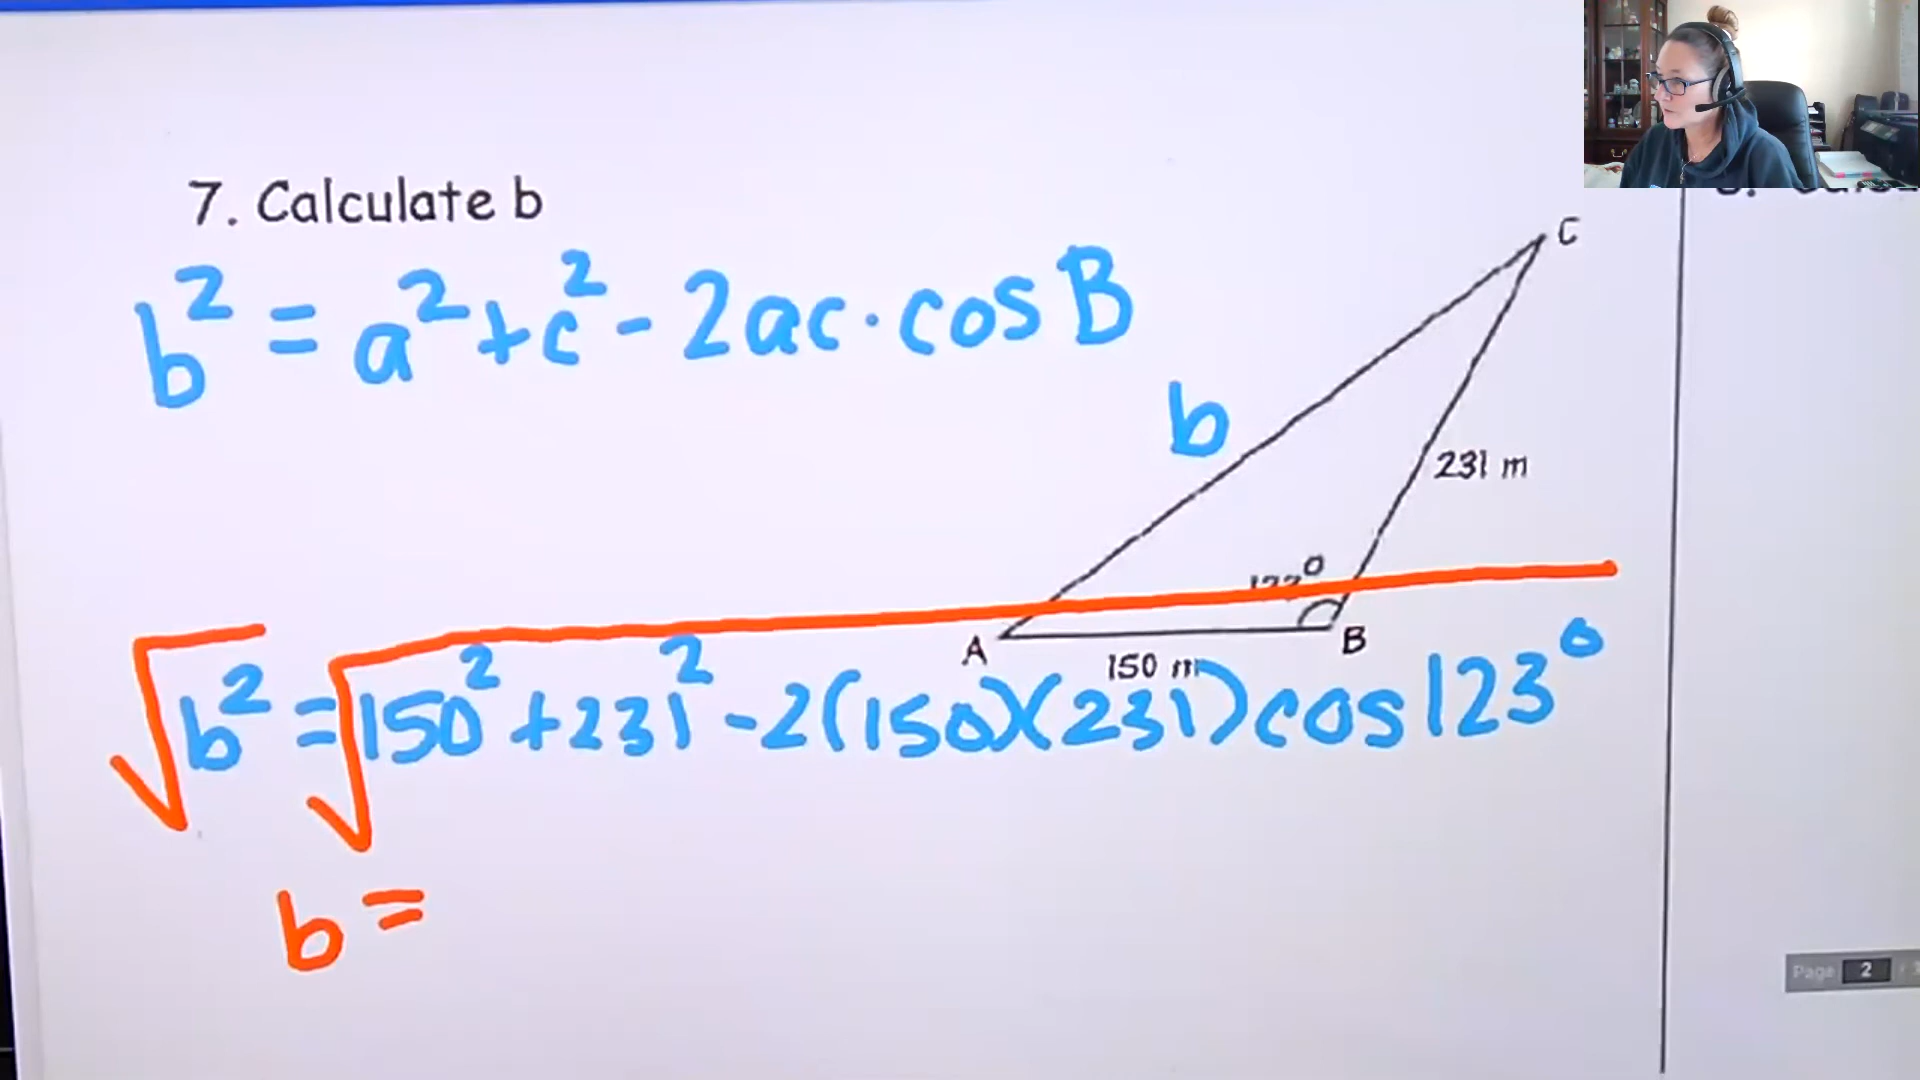 7. Calculate b
b² = a² + c² - 2ac · cos B
C
b
231 m
A
B
150 m
√b² = √150² + 231² - 2(150)(231) cos 123°
b =
Page 2